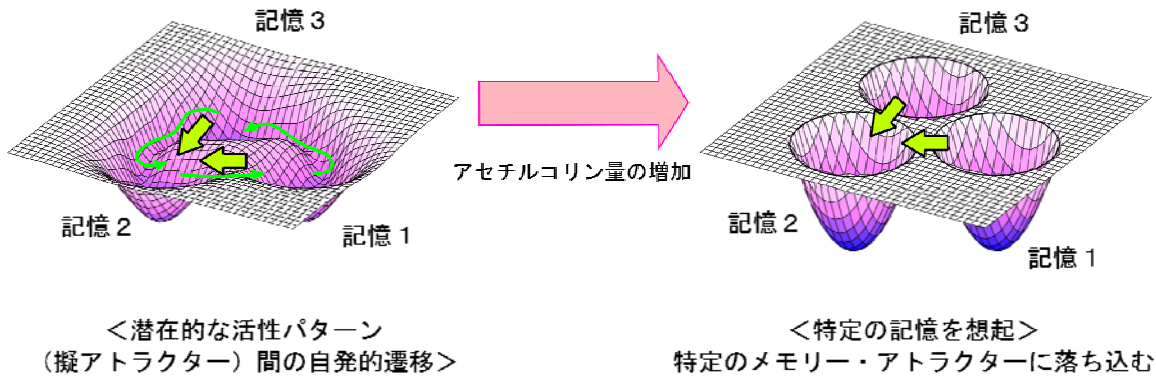 記憶３
記憶２
記憶１
アセチルコリン量の増加
記憶３
記憶２
記憶１
＜潜在的な活性パターン
（擬アトラクター）間の自発的遷移＞
＜特定の記憶を想起＞
特定のメモリー・アトラクターに落ち込む